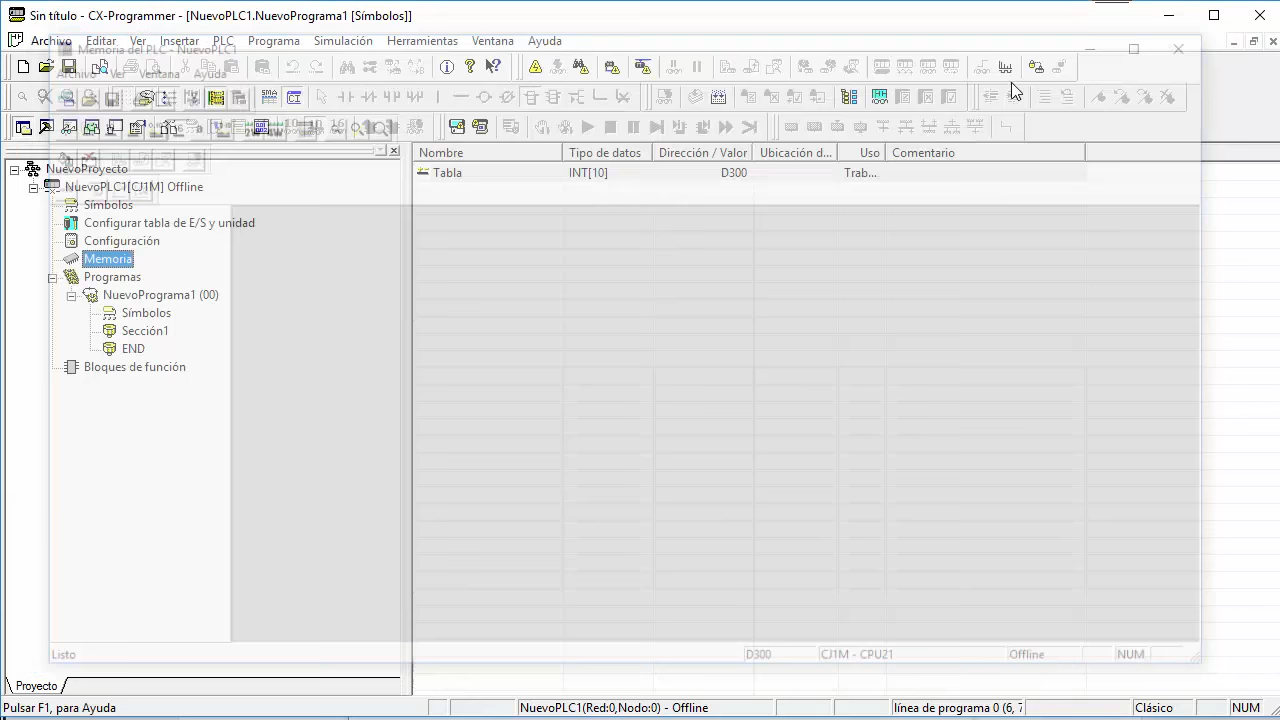 Sin título - CX-Programmer - [NuevoPLC1.NuevoPrograma1 [Símbolos]]
Archivo Editar Ver Insertar PLC Programa Simulación Herramientas Ventana Ayuda
Memoria del PLC - NuevoPLC1
Archivo Ver Ventana Ayuda
Nombre Tipo de datos Dirección / Valor Ubicación d... Uso Comentario
Tabla INT[10] D300 Trab...
NuevoProyecto
NuevoPLC1[CJ1M] Offline
Símbolos
Configurar tabla de E/S y unidad
Configuración
Memoria
Programas
NuevoPrograma1 (00)
Símbolos
Sección1
END
Bloques de función
Listo D300 CJ1M - CPU21 Offline NUM
Proyecto
Pulsar F1, para Ayuda NuevoPLC1(Red:0,Nodo:0) - Offline línea de programa 0 (6, 7 Clásico NUM